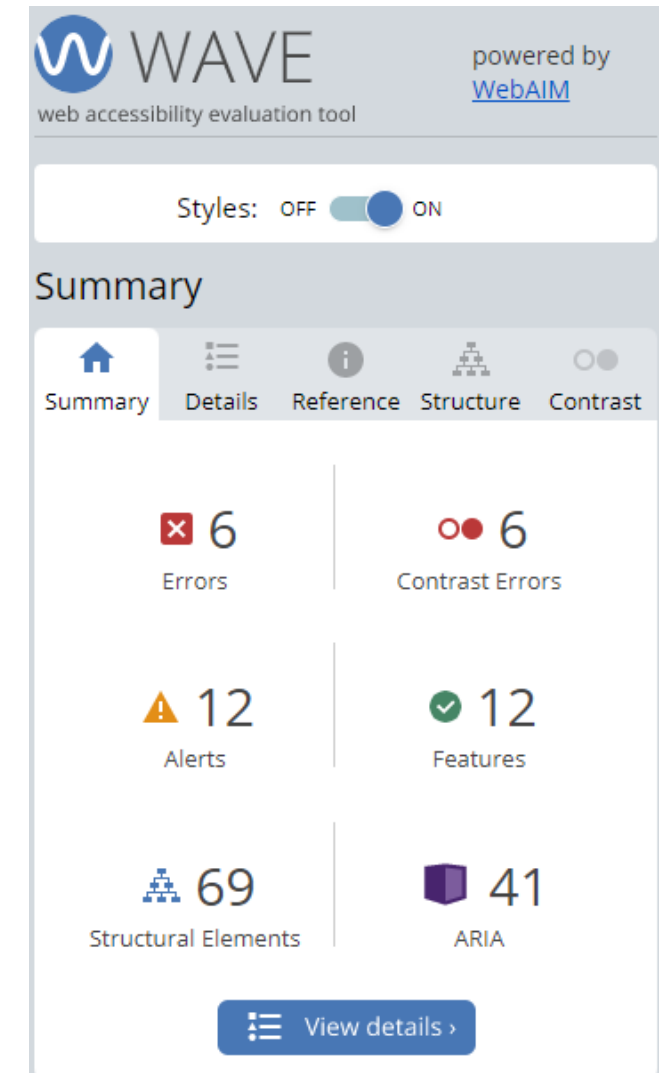 WAVE
web accessibility evaluation tool
powered by
WebAIM
Styles: OFF ON
Summary
Summary Details Reference Structure Contrast
6 6
Errors Contrast Errors
12 12
Alerts Features
69 41
Structural Elements ARIA
View details ›